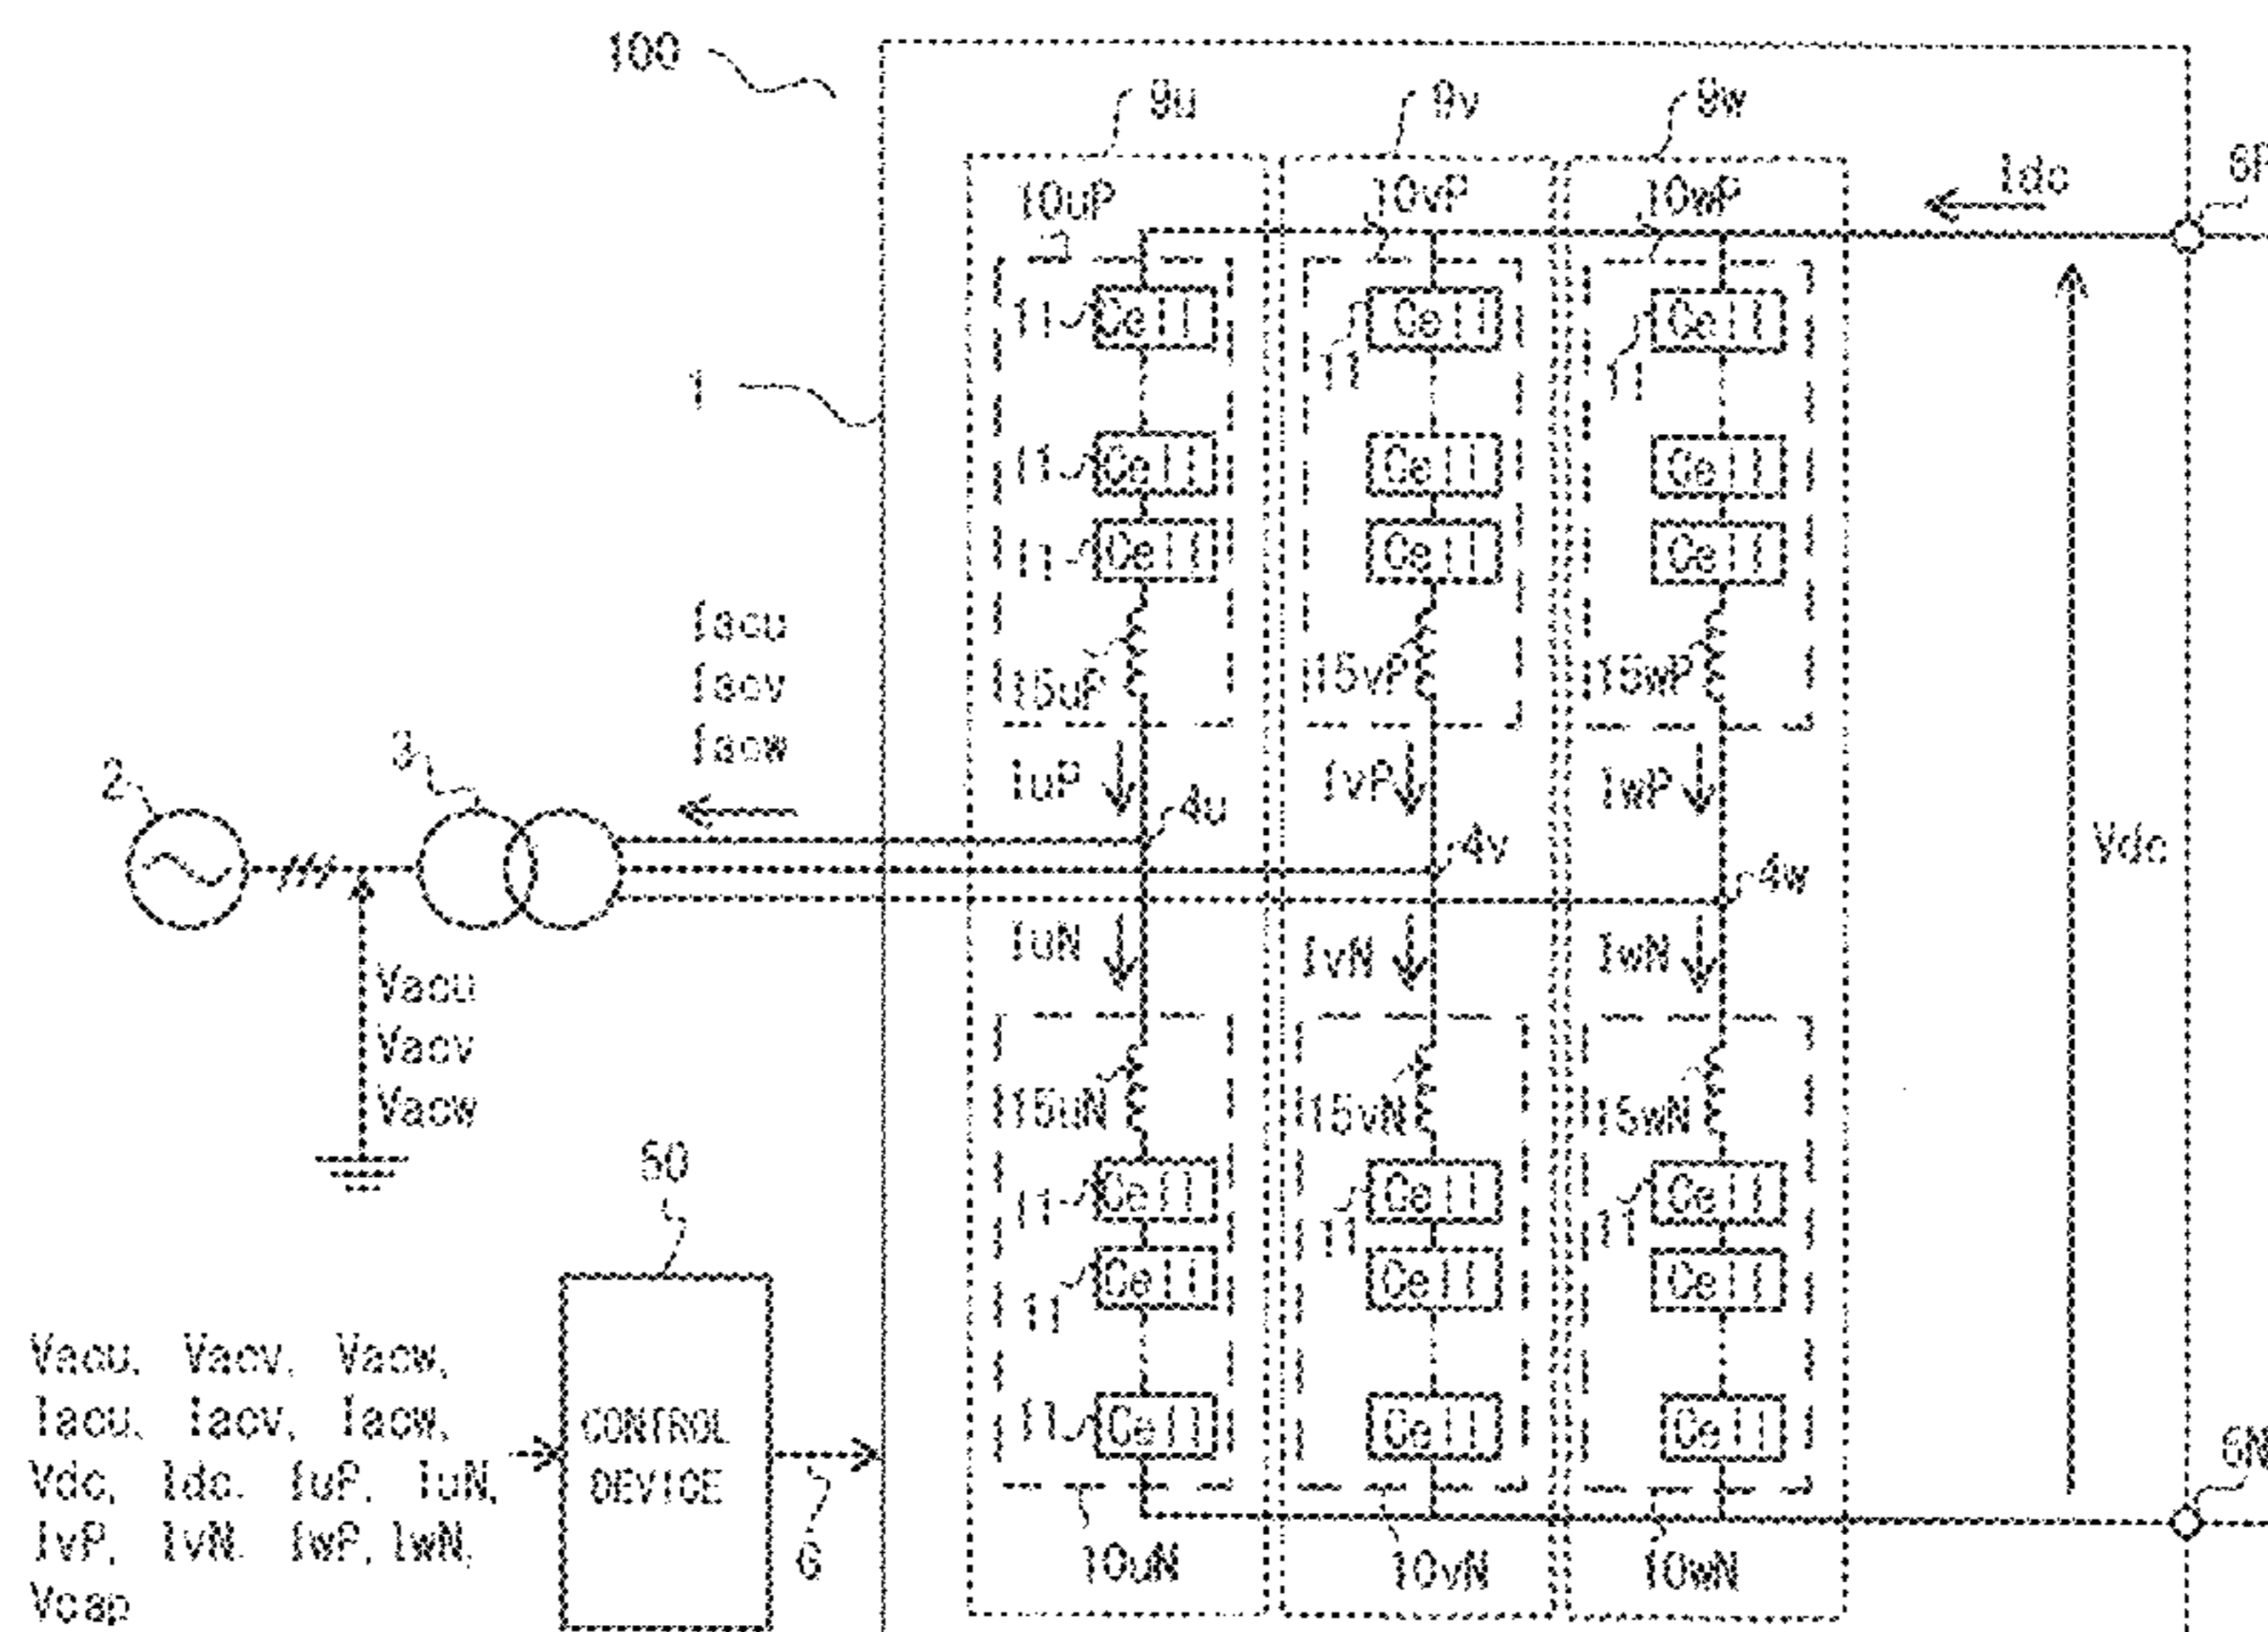 100
9u
9v
9w
10uP
10vP
10wP
Idc
6P
11
Cell
11
Cell
11
Cell
1
11
Cell
Cell
Cell
11
Cell
Cell
Cell
15uP
15vP
15wP
Iacu
Iacv
Iacw
IuP
IvP
IwP
2
3
4u
4v
4w
Vdc
IuN
IvN
IwN
Vacu
Vacv
Vacw
15uN
15vN
15wN
50
11
Cell
11
Cell
11
Cell
11
Cell
Cell
Cell
11
Cell
Cell
Cell
Vacu, Vacv, Vacw,
Iacu, Iacv, Iacw,
Vdc, Idc, IuP, IuN,
IvP, IvN, IwP, IwN,
Vcap
CONTROL
DEVICE
G
6N
10uN
10vN
10wN